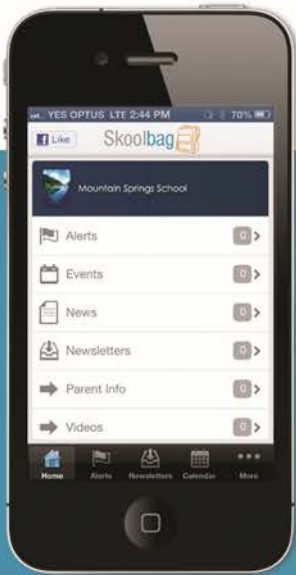 YES OPTUS LTE 2:44 PM 70%
f Like Skoolbag
Mountain Springs School
Alerts 0
Events 0
News 0
Newsletters 0
Parent Info 0
Videos 0
Home Alerts Newsletters Calendar More